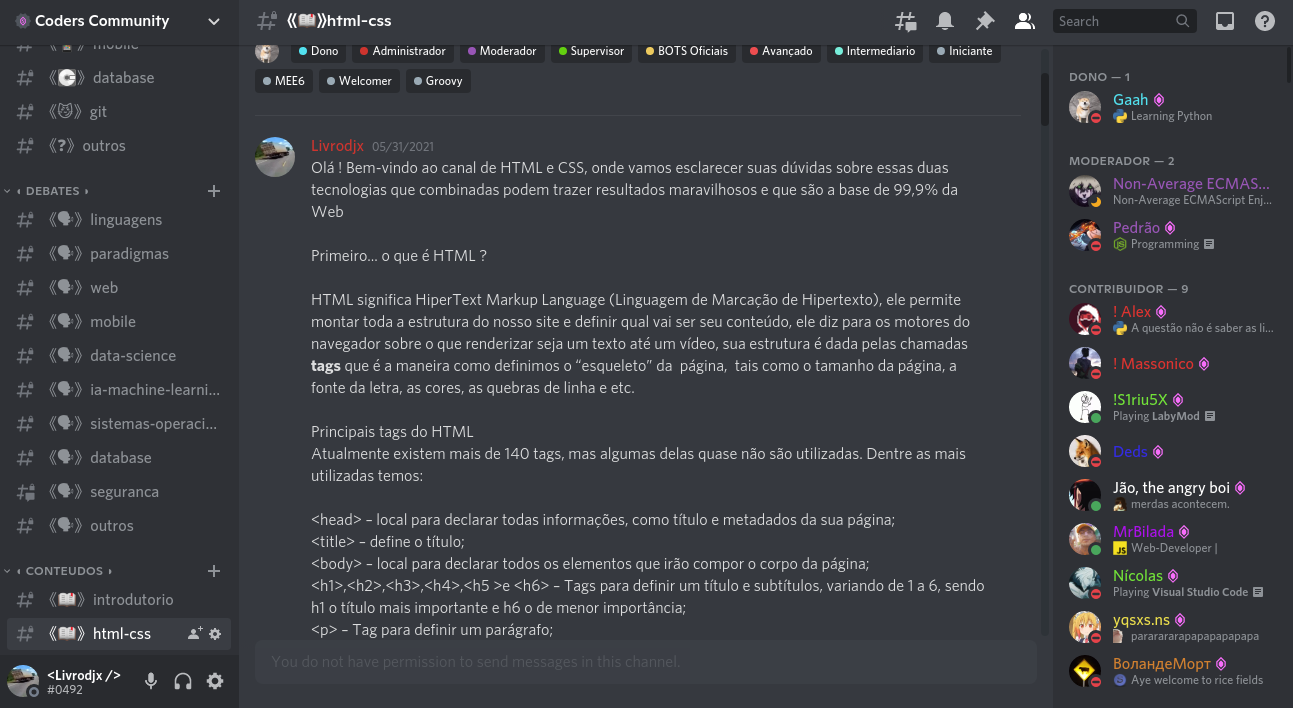 Coders Community
mobile
《》database
《》git
《?》outros
DEBATES
《》linguagens
《》paradigmas
《》web
《》mobile
《》data-science
《》ia-machine-learni...
《》sistemas-operaci...
《》database
《》seguranca
《》outros
CONTEUDOS
《》introdutorio
《》html-css
<Livrodjx />
#0492
《》html-css
Search
Dono
Administrador
Moderador
Supervisor
BOTS Oficiais
Avançado
Intermediario
Iniciante
MEE6
Welcomer
Groovy
Livrodjx 05/31/2021
Olá ! Bem-vindo ao canal de HTML e CSS, onde vamos esclarecer suas dúvidas sobre essas duas
tecnologias que combinadas podem trazer resultados maravilhosos e que são a base de 99,9% da
Web
Primeiro... o que é HTML ?
HTML significa HiperText Markup Language (Linguagem de Marcação de Hipertexto), ele permite
montar toda a estrutura do nosso site e definir qual vai ser seu conteúdo, ele diz para os motores do
navegador sobre o que renderizar seja um texto até um vídeo, sua estrutura é dada pelas chamadas
tags que é a maneira como definimos o “esqueleto” da página, tais como o tamanho da página, a
fonte da letra, as cores, as quebras de linha e etc.
Principais tags do HTML
Atualmente existem mais de 140 tags, mas algumas delas quase não são utilizadas. Dentre as mais
utilizadas temos:
<head> – local para declarar todas informações, como título e metadados da sua página;
<title> – define o título;
<body> – local para declarar todos os elementos que irão compor o corpo da página;
<h1>,<h2>,<h3>,<h4>,<h5 >e <h6> – Tags para definir um título e subtítulos, variando de 1 a 6, sendo
h1 o título mais importante e h6 o de menor importância;
<p> – Tag para definir um parágrafo;
You do not have permission to send messages in this channel.
DONO — 1
Gaah
Learning Python
MODERADOR — 2
Non-Average ECMAS...
Non-Average ECMAScript Enj...
Pedrão
Programming
CONTRIBUIDOR — 9
! Alex
A questão não é saber as li...
! Massonico
!S1riu5X
Playing LabyMod
Deds
Jão, the angry boi
merdas acontecem.
MrBilada
JS Web-Developer |
Nícolas
Playing Visual Studio Code
yqsxs.ns
parararapapapapapapa
ВоландеМорт
Aye welcome to rice fields